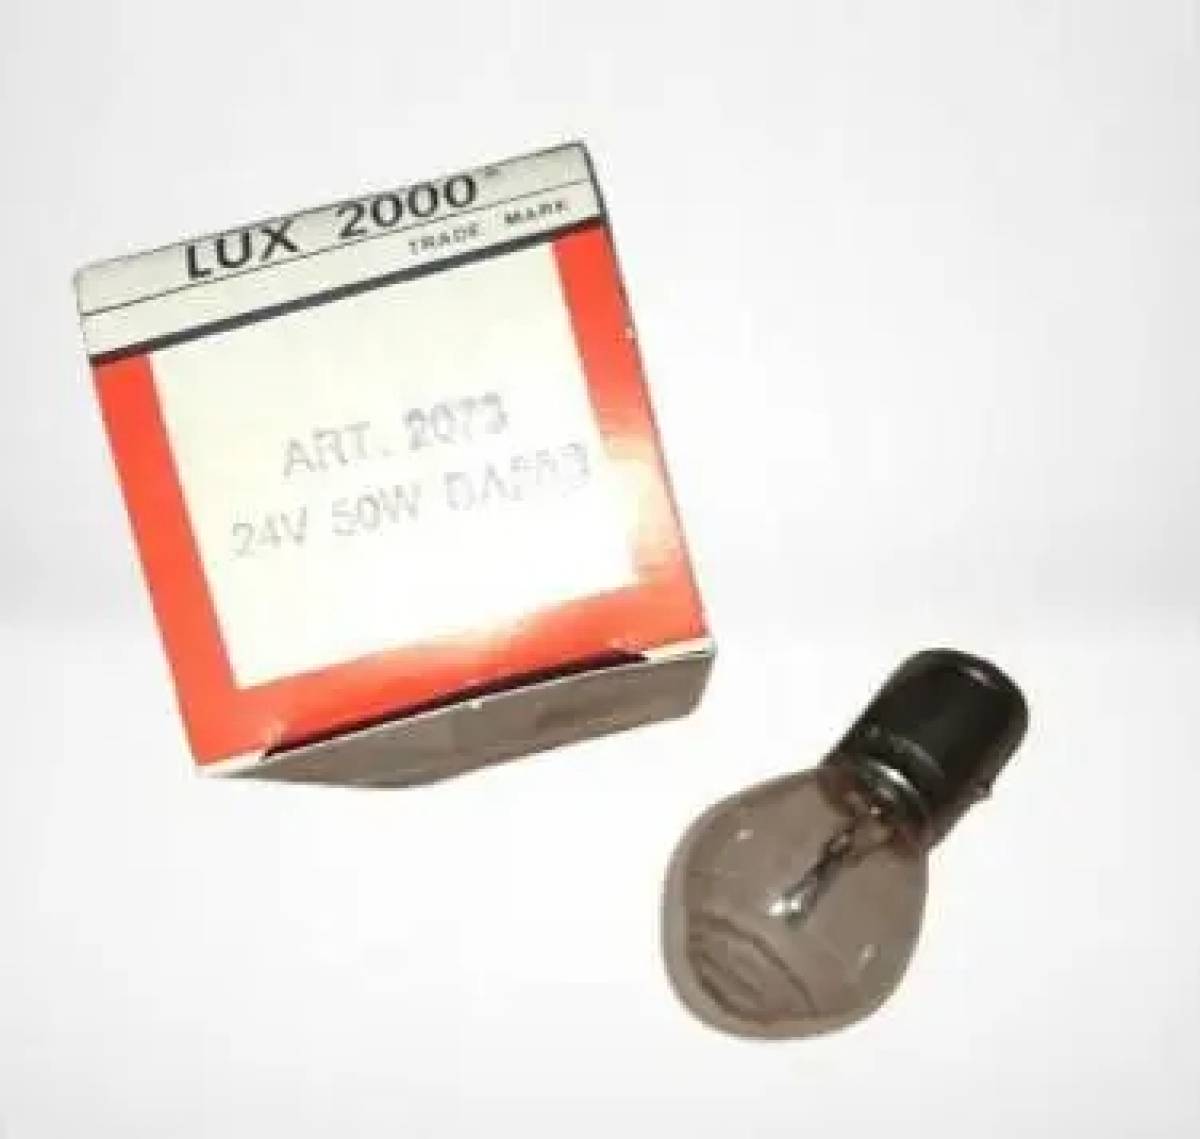 LUX 2000
TRADE MARK
ART. 2073
24V 50W